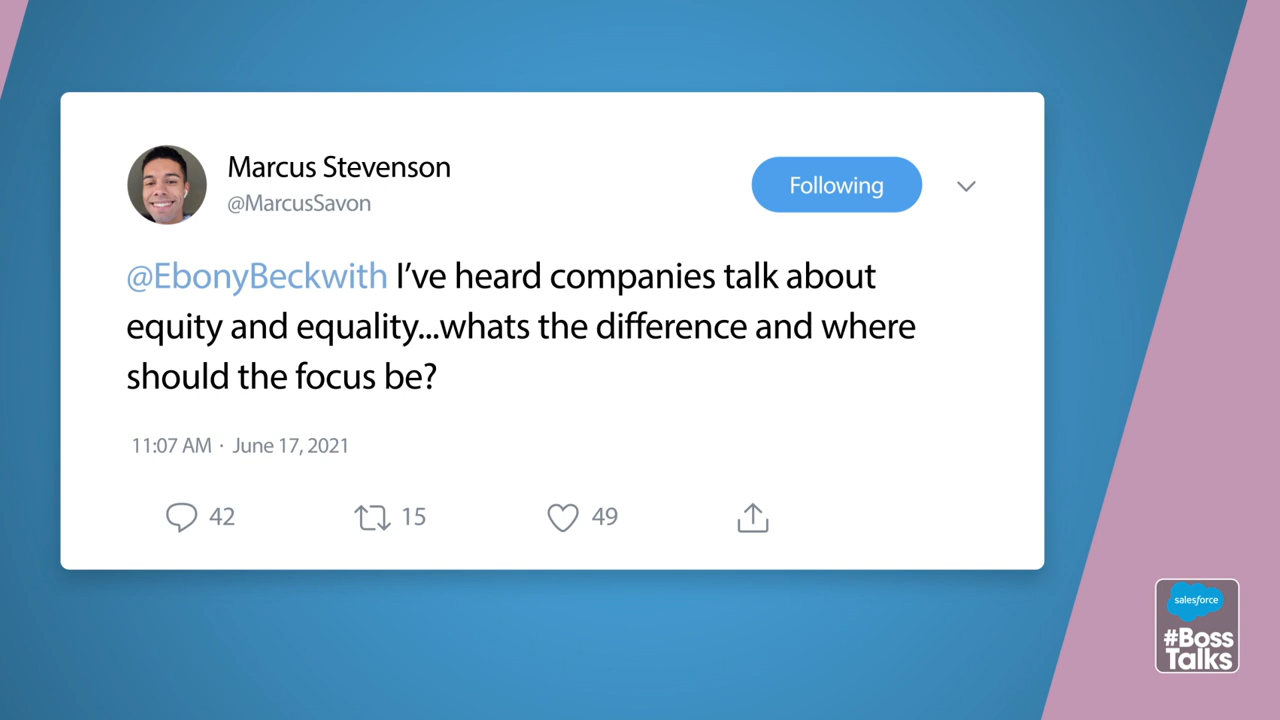 Marcus Stevenson
@MarcusSavon
Following
@EbonyBeckwith I’ve heard companies talk about
equity and equality...whats the difference and where
should the focus be?
11:07 AM · June 17, 2021
42
15
49
salesforce
#Boss
Talks